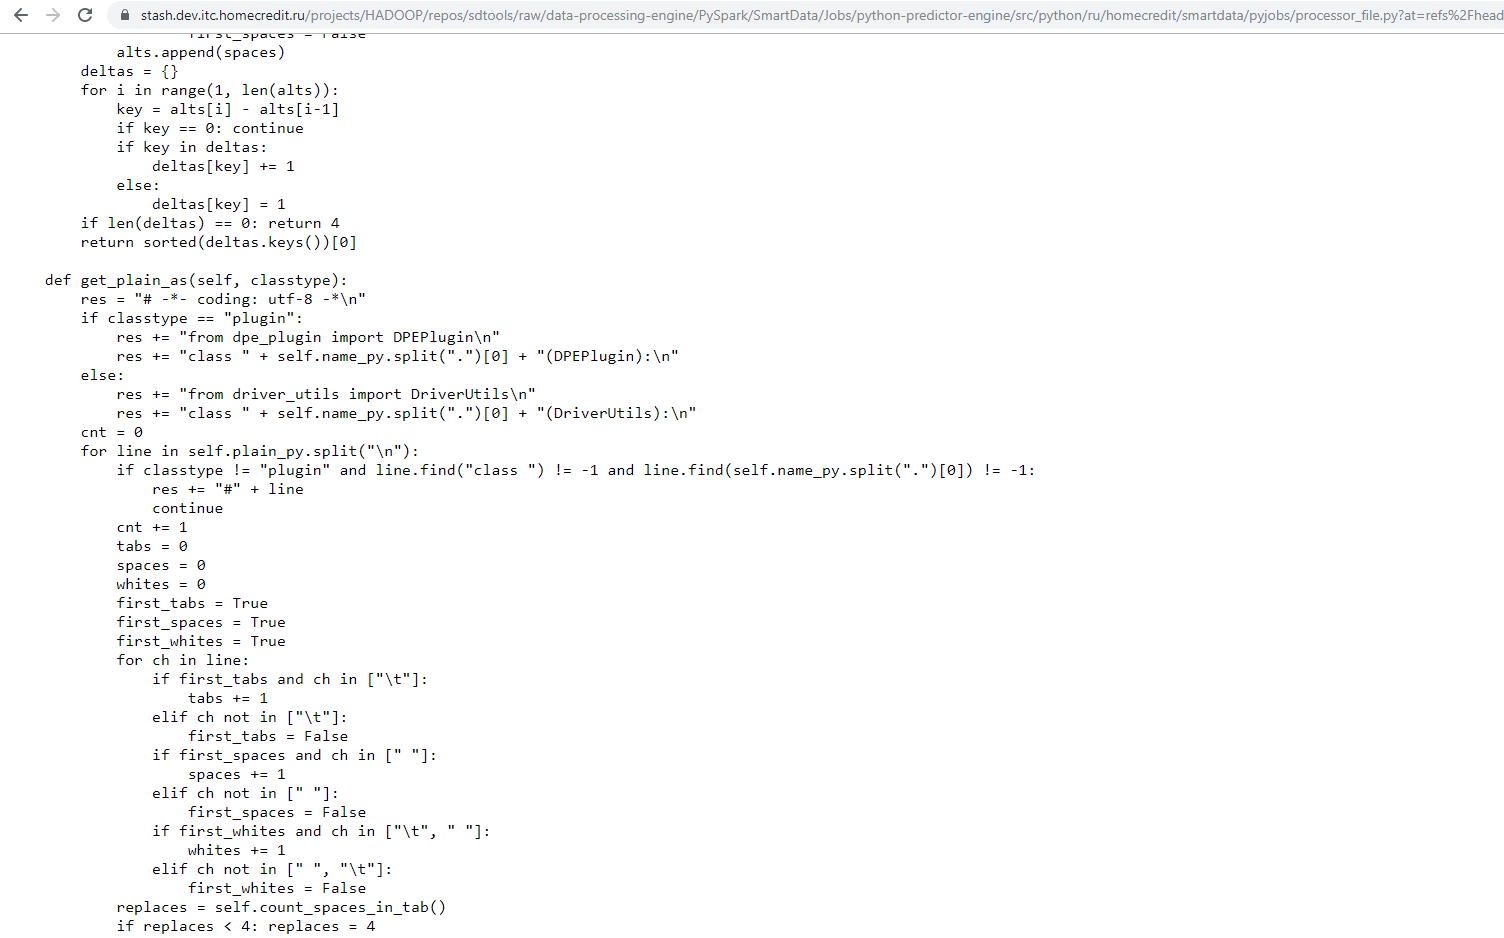 stash.dev.itc.homecredit.ru/projects/HADOOP/repos/sdtools/raw/data-processing-engine/PySpark/SmartData/Jobs/python-predictor-engine/src/python/ru/homecredit/smartdata/pyjobs/processor_file.py?at=refs%2Fhead
first_spaces = False
alts.append(spaces)
deltas = {}
for i in range(1, len(alts)):
key = alts[i] - alts[i-1]
if key == 0: continue
if key in deltas:
deltas[key] += 1
else:
deltas[key] = 1
if len(deltas) == 0: return 4
return sorted(deltas.keys())[0]
def get_plain_as(self, classtype):
res = "# -*- coding: utf-8 -*\n"
if classtype == "plugin":
res += "from dpe_plugin import DPEPlugin\n"
res += "class " + self.name_py.split(".")[0] + "(DPEPlugin):\n"
else:
res += "from driver_utils import DriverUtils\n"
res += "class " + self.name_py.split(".")[0] + "(DriverUtils):\n"
cnt = 0
for line in self.plain_py.split("\n"):
if classtype != "plugin" and line.find("class ") != -1 and line.find(self.name_py.split(".")[0]) != -1:
res += "#" + line
continue
cnt += 1
tabs = 0
spaces = 0
whites = 0
first_tabs = True
first_spaces = True
first_whites = True
for ch in line:
if first_tabs and ch in ["\t"]:
tabs += 1
elif ch not in ["\t"]:
first_tabs = False
if first_spaces and ch in [" "]:
spaces += 1
elif ch not in [" "]:
first_spaces = False
if first_whites and ch in ["\t", " "]:
whites += 1
elif ch not in [" ", "\t"]:
first_whites = False
replaces = self.count_spaces_in_tab()
if replaces < 4: replaces = 4